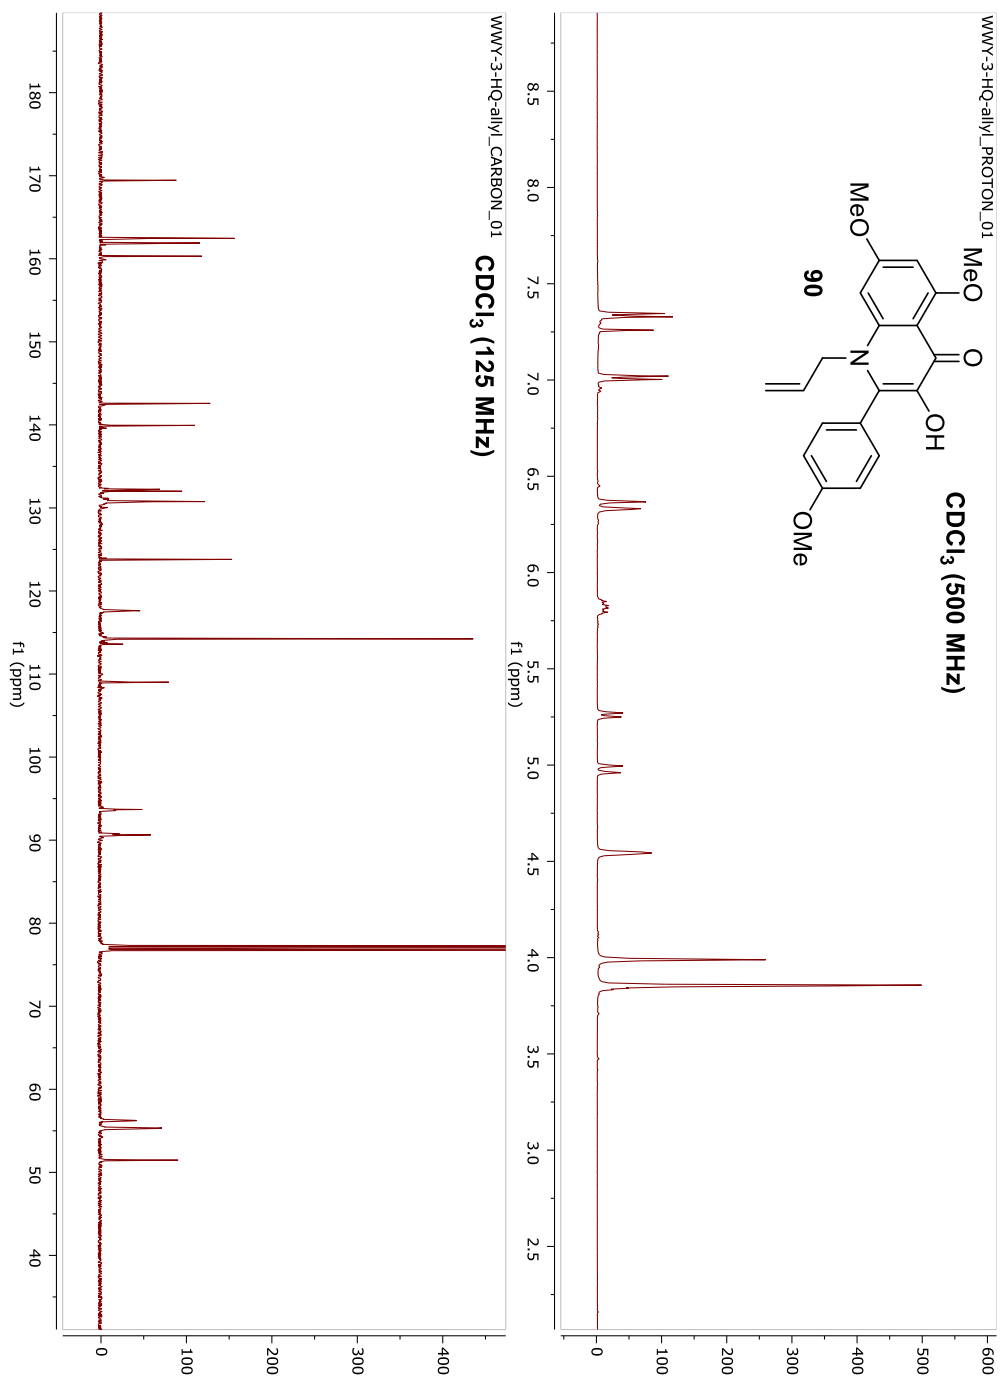 WWY-3-HQ-allyl_PROTON_01
CDCl3 (500 MHz)
MeO
MeO
O
OH
N
OMe
90
8.5 8.0 7.5 7.0 6.5 6.0 5.5 5.0 4.5 4.0 3.5 3.0 2.5
f1 (ppm)
0 100 200 300 400 500 600
WWY-3-HQ-allyl_CARBON_01
CDCl3 (125 MHz)
180 170 160 150 140 130 120 110 100 90 80 70 60 50 40
f1 (ppm)
0 100 200 300 400